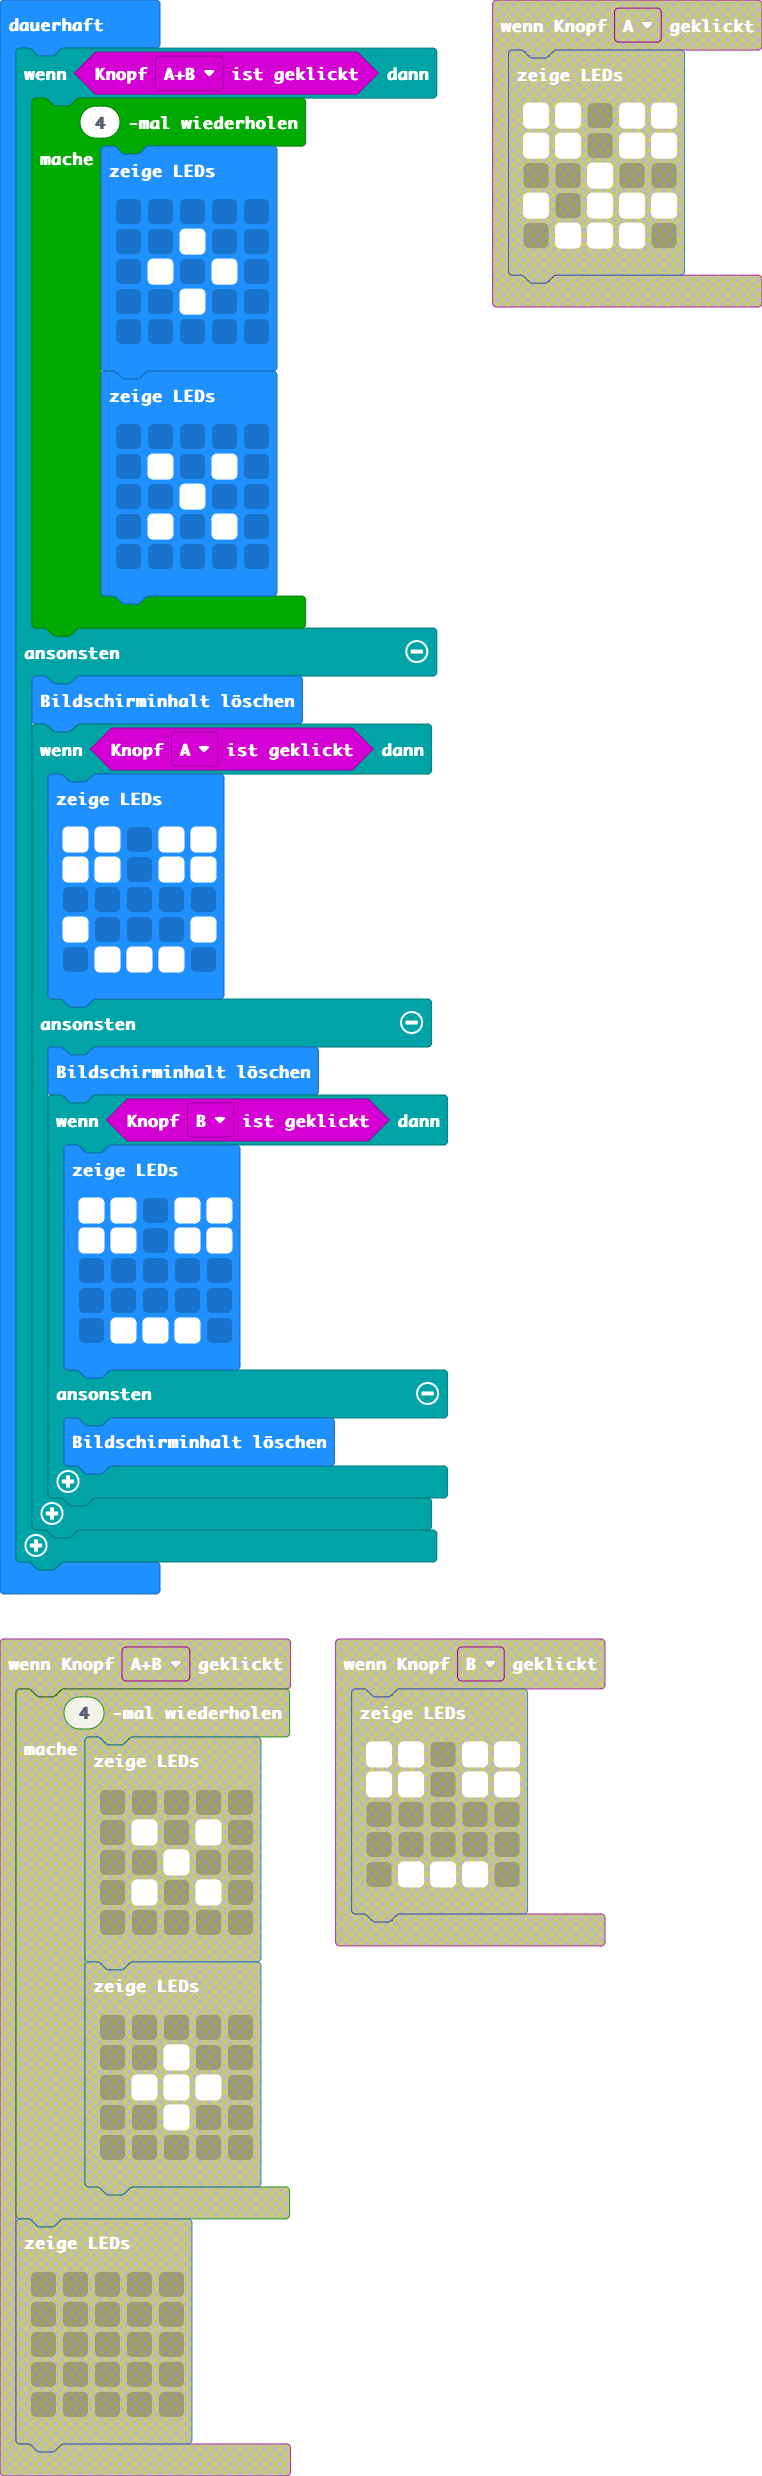 dauerhaft
wenn Knopf A+B ist geklickt dann
4 -mal wiederholen
mache
zeige LEDs
zeige LEDs
ansonsten
Bildschirminhalt löschen
wenn Knopf A ist geklickt dann
zeige LEDs
ansonsten
Bildschirminhalt löschen
wenn Knopf B ist geklickt dann
zeige LEDs
ansonsten
Bildschirminhalt löschen
wenn Knopf A geklickt
zeige LEDs
wenn Knopf A+B geklickt
4 -mal wiederholen
mache
zeige LEDs
zeige LEDs
zeige LEDs
wenn Knopf B geklickt
zeige LEDs